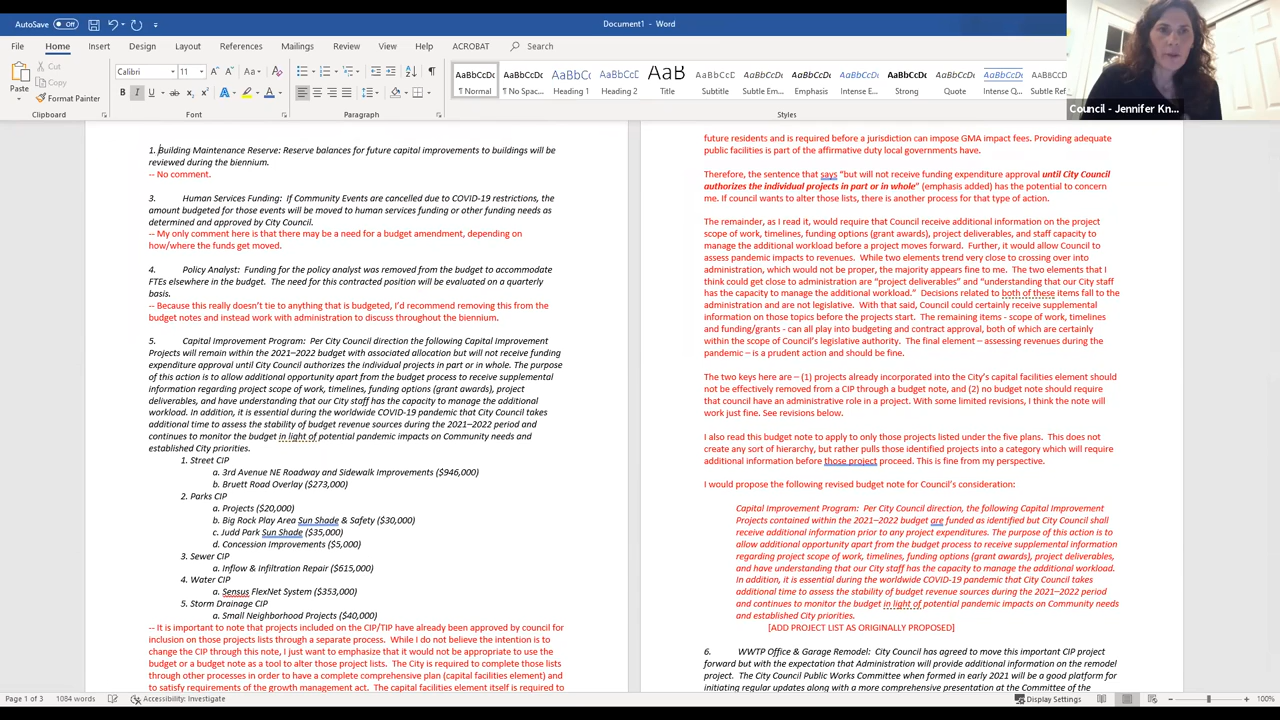 AutoSave Off
Document1 - Word
File Home Insert Design Layout References Mailings Review View Help ACROBAT Search
Paste
Cut
Copy
Format Painter
Calibri 11
AaBbCcDc AaBbCcDc AaBbCc AaBbCcD AaB AaBbCcD AaBbCcDc AaBbCcDc AaBbCcDc AaBbCcDc AaBbCcDc AaBbCcDc
¶ Normal ¶ No Spac... Heading 1 Heading 2 Title Subtitle Subtle Em... Emphasis Intense E... Strong Quote Intense Q... Subtle Ref...
Clipboard Font Paragraph Styles
Council - Jennifer Kn...
1. Building Maintenance Reserve: Reserve balances for future capital improvements to buildings will be
reviewed during the biennium.
-- No comment.
3. Human Services Funding: If Community Events are cancelled due to COVID-19 restrictions, the
amount budgeted for those events will be moved to human services funding or other funding needs as
determined and approved by City Council.
-- My only comment here is that there may be a need for a budget amendment, depending on
how/where the funds get moved.
4. Policy Analyst: Funding for the policy analyst was removed from the budget to accommodate
FTEs elsewhere in the budget. The need for this contracted position will be evaluated on a quarterly
basis.
-- Because this really doesn't tie to anything that is budgeted, I'd recommend removing this from the
budget notes and instead work with administration to discuss throughout the biennium.
5. Capital Improvement Program: Per City Council direction the following Capital Improvement
Projects will remain within the 2021–2022 budget with associated allocation but will not receive funding
expenditure approval until City Council authorizes the individual projects in part or in whole. The purpose
of this action is to allow additional opportunity apart from the budget process to receive supplemental
information regarding project scope of work, timelines, funding options (grant awards), project
deliverables, and have understanding that our City staff has the capacity to manage the additional
workload. In addition, it is essential during the worldwide COVID-19 pandemic that City Council takes
additional time to assess the stability of budget revenue sources during the 2021–2022 period and
continues to monitor the budget in light of potential pandemic impacts on Community needs and
established City priorities.
1. Street CIP
a. 3rd Avenue NE Roadway and Sidewalk Improvements ($946,000)
b. Bruett Road Overlay ($273,000)
2. Parks CIP
a. Projects ($20,000)
b. Big Rock Play Area Sun Shade & Safety ($30,000)
c. Judd Park Sun Shade ($35,000)
d. Concession Improvements ($5,000)
3. Sewer CIP
a. Inflow & Infiltration Repair ($615,000)
4. Water CIP
a. Sensus FlexNet System ($353,000)
5. Storm Drainage CIP
a. Small Neighborhood Projects ($40,000)
-- It is important to note that projects included on the CIP/TIP have already been approved by council for
inclusion on those projects lists through a separate process. While I do not believe the intention is to
change the CIP through this note, I just want to emphasize that it would not be appropriate to use the
budget or a budget note as a tool to alter those project lists. The City is required to complete those lists
through other processes in order to have a complete comprehensive plan (capital facilities element) and
to satisfy requirements of the growth management act. The capital facilities element itself is required to
future residents and is required before a jurisdiction can impose GMA impact fees. Providing adequate
public facilities is part of the affirmative duty local governments have.
Therefore, the sentence that says "but will not receive funding expenditure approval until City Council
authorizes the individual projects in part or in whole" (emphasis added) has the potential to concern
me. If council wants to alter those lists, there is another process for that type of action.
The remainder, as I read it, would require that Council receive additional information on the project
scope of work, timelines, funding options (grant awards), project deliverables, and staff capacity to
manage the additional workload before a project moves forward. Further, it would allow Council to
assess pandemic impacts to revenues. While two elements trend very close to crossing over into
administration, which would not be proper, the majority appears fine to me. The two elements that I
think could get close to administration are "project deliverables" and "understanding that our City staff
has the capacity to manage the additional workload." Decisions related to both of these items fall to the
administration and are not legislative. With that said, Council could certainly receive supplemental
information on those topics before the projects start. The remaining items - scope of work, timelines
and funding/grants - can all play into budgeting and contract approval, both of which are certainly
within the scope of Council's legislative authority. The final element – assessing revenues during the
pandemic – is a prudent action and should be fine.
The two keys here are – (1) projects already incorporated into the City's capital facilities element should
not be effectively removed from a CIP through a budget note, and (2) no budget note should require
that council have an administrative role in a project. With some limited revisions, I think the note will
work just fine. See revisions below.
I also read this budget note to apply to only those projects listed under the five plans. This does not
create any sort of hierarchy, but rather pulls those identified projects into a category which will require
additional information before those project proceed. This is fine from my perspective.
I would propose the following revised budget note for Council's consideration:
Capital Improvement Program: Per City Council direction, the following Capital Improvement
Projects contained within the 2021–2022 budget are funded as identified but City Council shall
receive additional information prior to any project expenditures. The purpose of this action is to
allow additional opportunity apart from the budget process to receive supplemental information
regarding project scope of work, timelines, funding options (grant awards), project deliverables,
and have understanding that our City staff has the capacity to manage the additional workload.
In addition, it is essential during the worldwide COVID-19 pandemic that City Council takes
additional time to assess the stability of budget revenue sources during the 2021–2022 period
and continues to monitor the budget in light of potential pandemic impacts on Community needs
and established City priorities.
[ADD PROJECT LIST AS ORIGINALLY PROPOSED]
6. WWTP Office & Garage Remodel: City Council has agreed to move this important CIP project
forward but with the expectation that Administration will provide additional information on the remodel
project. The City Council Public Works Committee when formed in early 2021 will be a good platform for
initiating regular updates along with a more comprehensive presentation at the Committee of the
Page 1 of 3 1084 words Accessibility: Investigate Display Settings 100%